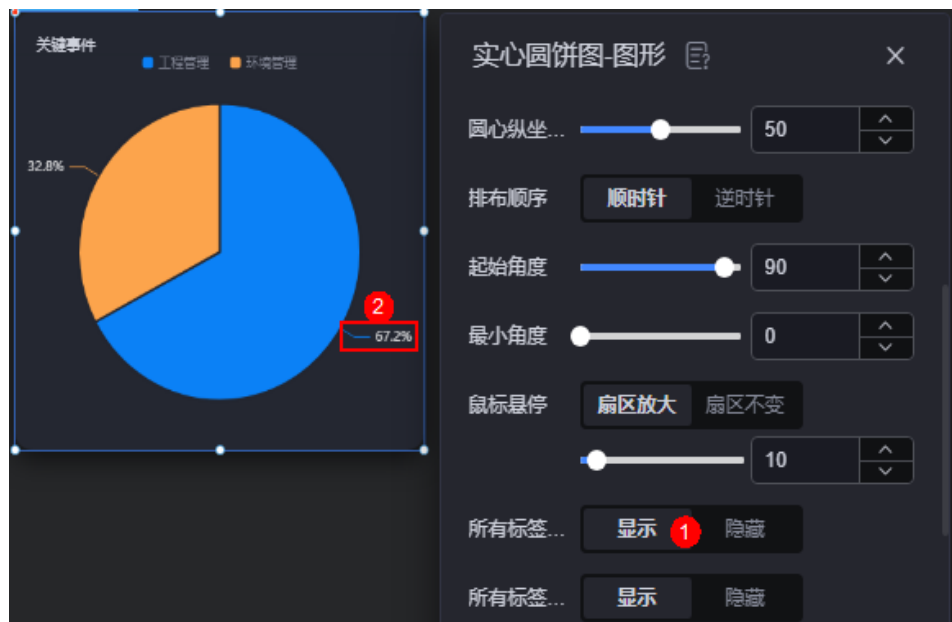 关键事件
工程管理 环境管理
32.8%
2
67.2%
实心圆饼图-图形
圆心纵坐... 50
排布顺序 顺时针 逆时针
起始角度 90
最小角度 0
鼠标悬停 扇区放大 扇区不变
10
所有标签... 显示 1 隐藏
所有标签... 显示 隐藏